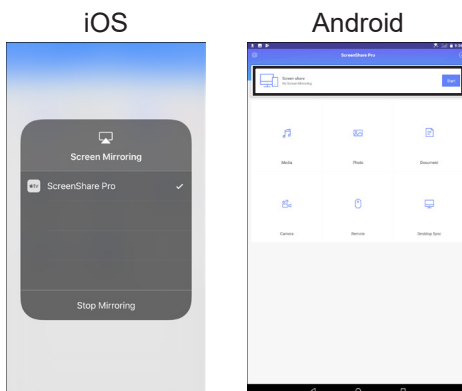 iOS
Android
Screen Mirroring
tv ScreenShare Pro
Stop Mirroring
ScreenShare Pro
Screen share
Start
Media
Photo
Document
Camera
Remote
Desktop Sync